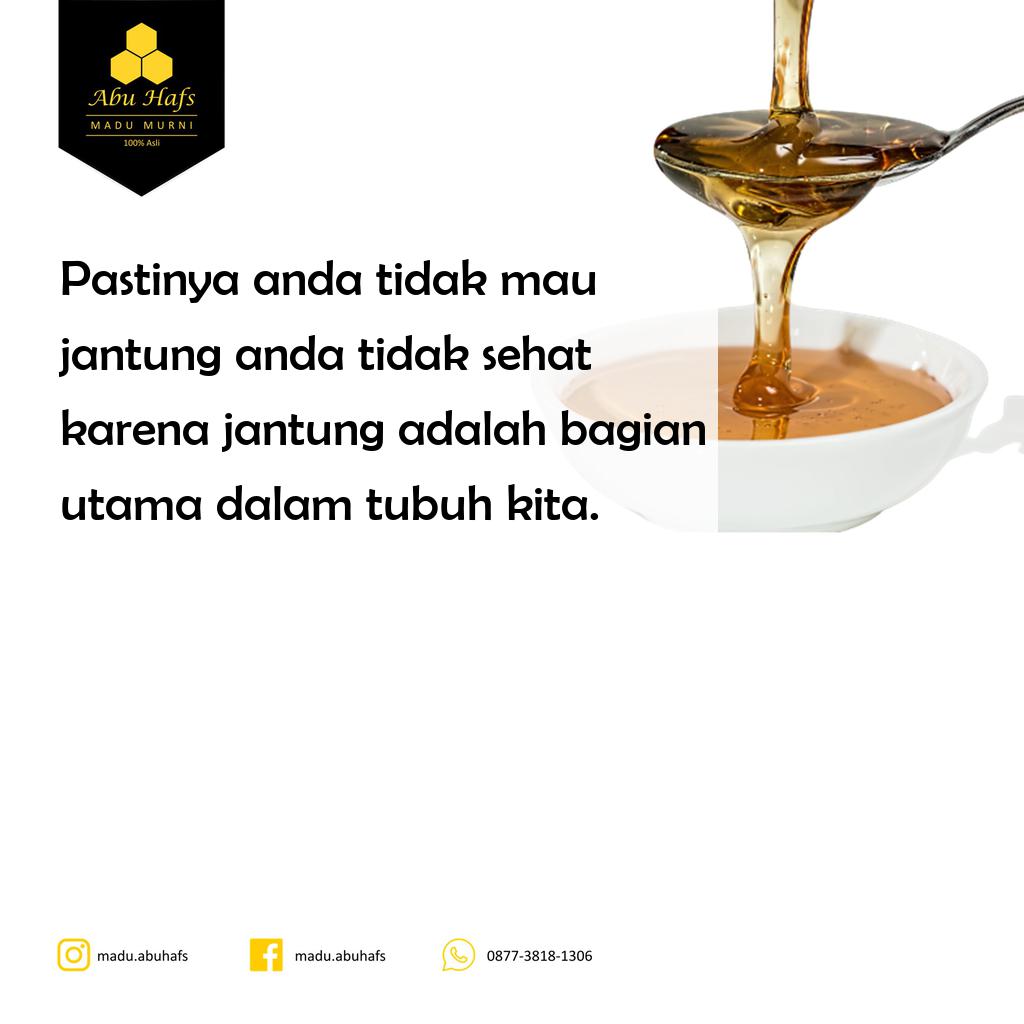 Abu Hafs
MADU MURNI
100% Asli
Pastinya anda tidak mau
jantung anda tidak sehat
karena jantung adalah bagian
utama dalam tubuh kita.
madu.abuhafs
madu.abuhafs
0877-3818-1306